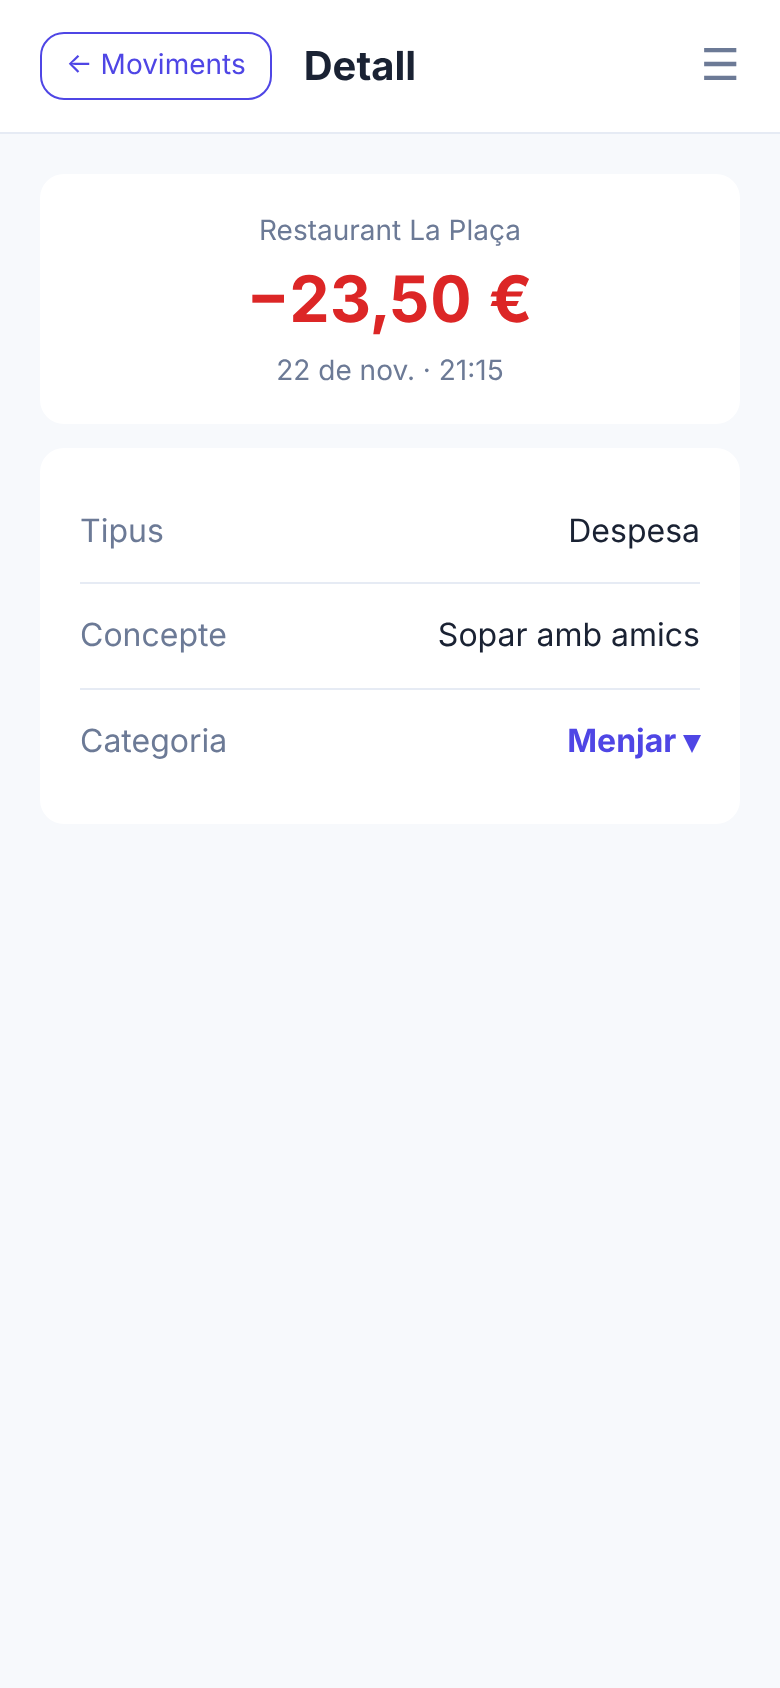 ← Moviments
Detall
☰
Restaurant La Plaça
−23,50 €
22 de nov. · 21:15
Tipus Despesa
Concepte Sopar amb amics
Categoria Menjar ▾